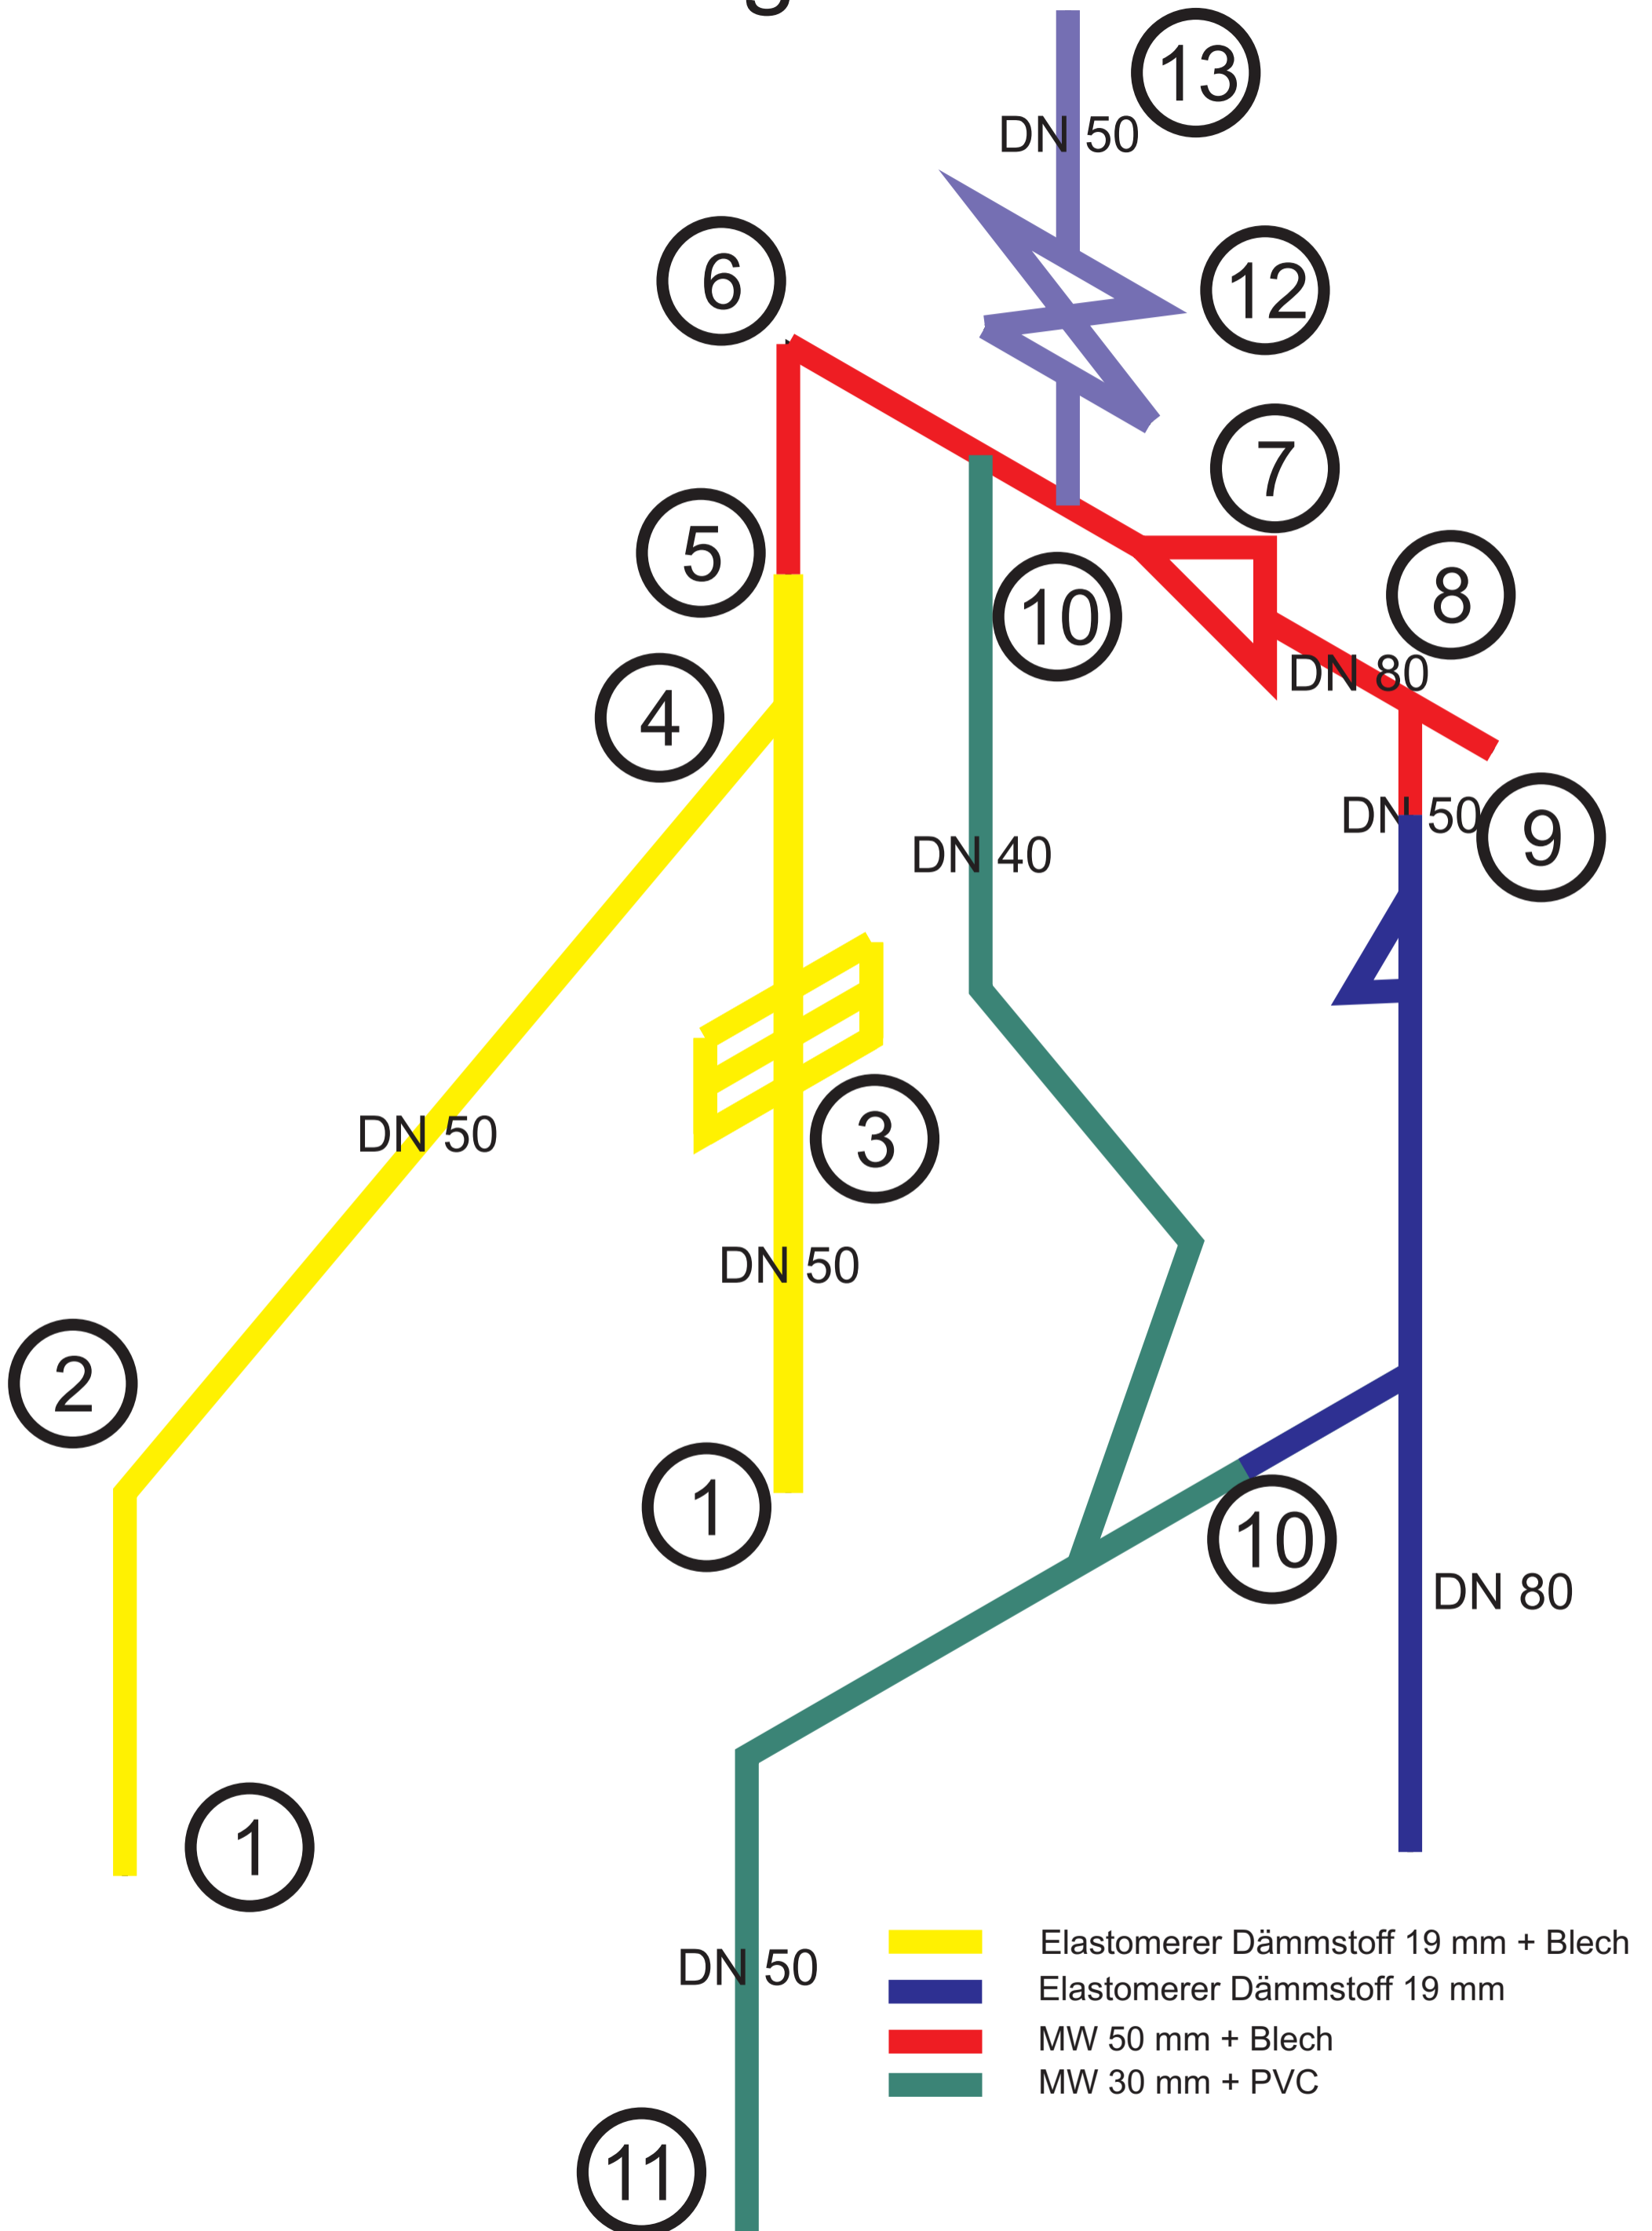 13
DN 50
6
12
7
5
8
10
DN 80
4
DN 50
9
DN 40
DN 50
3
DN 50
2
1
10
DN 80
1
Elastomerer Dämmstoff 19 mm + Blech
DN 50
Elastomerer Dämmstoff 19 mm
MW 50 mm + Blech
MW 30 mm + PVC
11